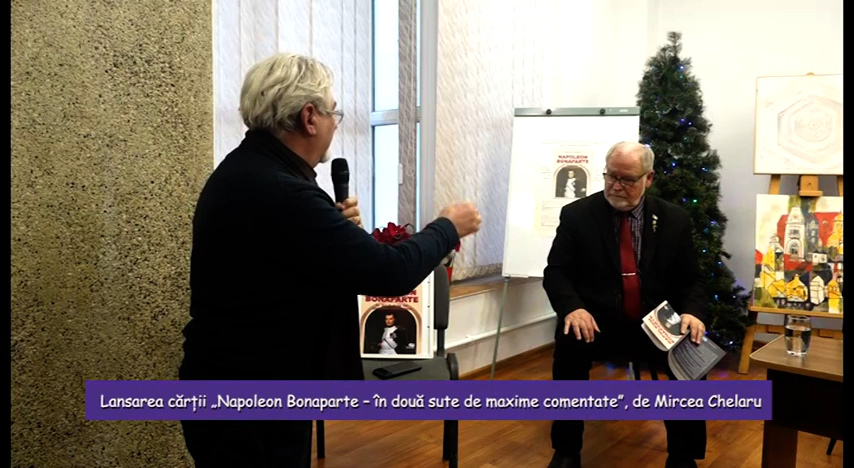 NAPOLEON
BONAPARTE
BONAPARTE
Lansarea cărții „Napoleon Bonaparte – în două sute de maxime comentate”, de Mircea Chelaru